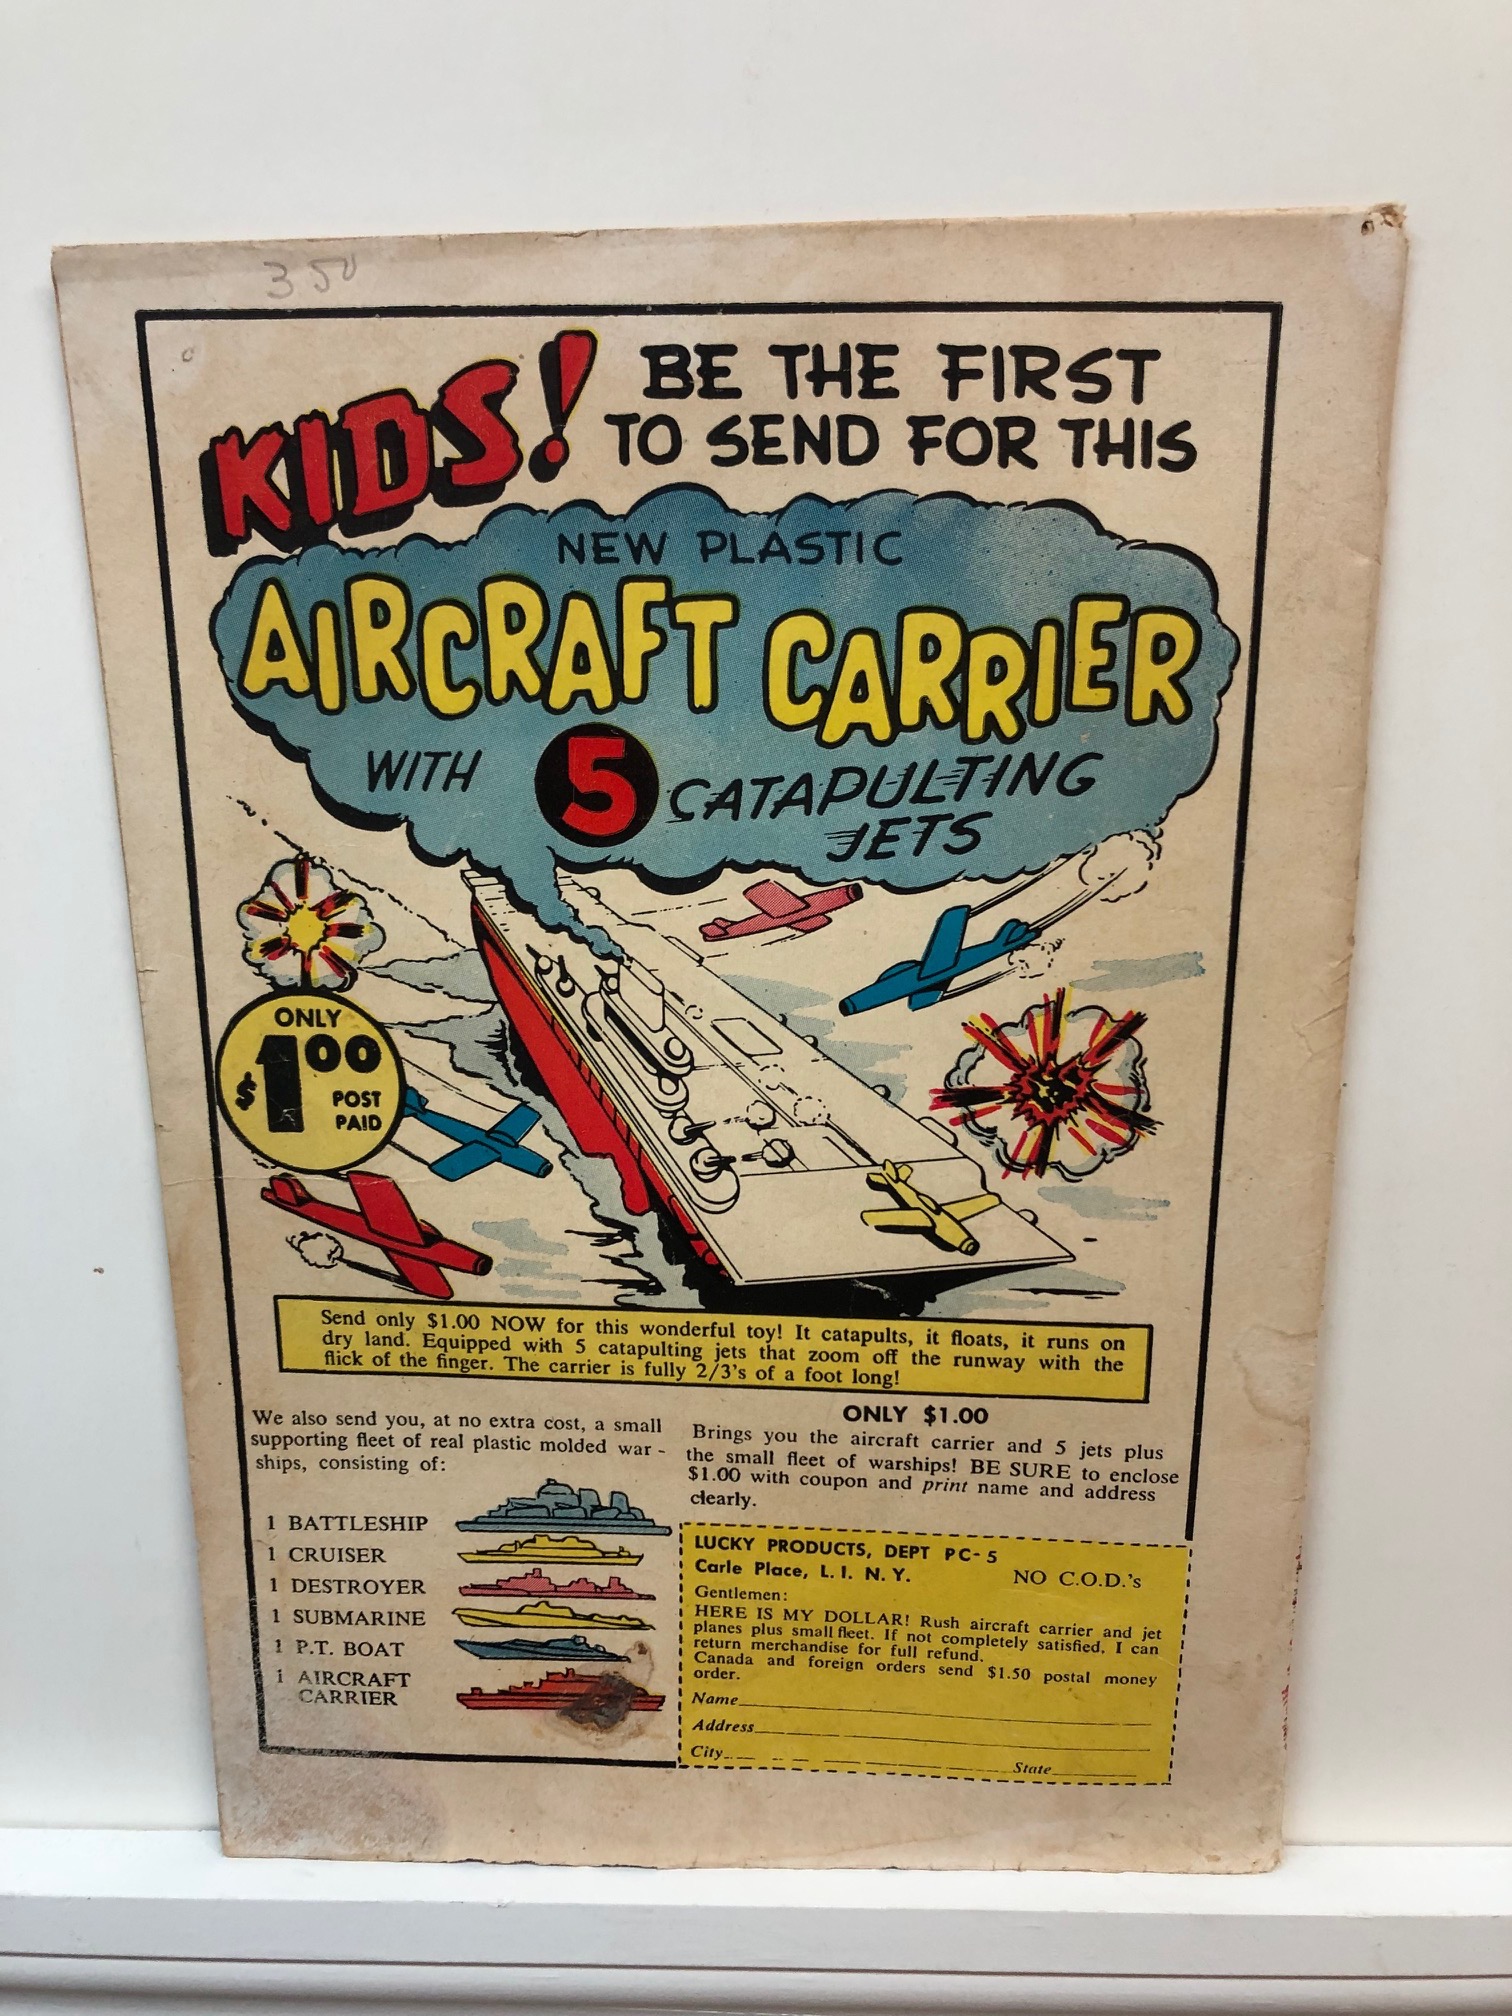 3 50
KIDS! BE THE FIRST
TO SEND FOR THIS
NEW PLASTIC
AIRCRAFT CARRIER
WITH 5 CATAPULTING
JETS
ONLY
$1.00
POST
PAID
Send only $1.00 NOW for this wonderful toy! It catapults, it floats, it runs on
dry land. Equipped with 5 catapulting jets that zoom off the runway with the
flick of the finger. The carrier is fully 2/3's of a foot long!
We also send you, at no extra cost, a small
supporting fleet of real plastic molded war -
ships, consisting of:
1 BATTLESHIP
1 CRUISER
1 DESTROYER
1 SUBMARINE
1 P.T. BOAT
1 AIRCRAFT
CARRIER
ONLY $1.00
Brings you the aircraft carrier and 5 jets plus
the small fleet of warships! BE SURE to enclose
$1.00 with coupon and print name and address
clearly.
LUCKY PRODUCTS, DEPT PC-5
Carle Place, L. I. N. Y. NO C.O.D.'s
Gentlemen:
HERE IS MY DOLLAR! Rush aircraft carrier and jet
planes plus small fleet. If not completely satisfied, I can
return merchandise for full refund.
Canada and foreign orders send $1.50 postal money
order.
Name
Address
City State